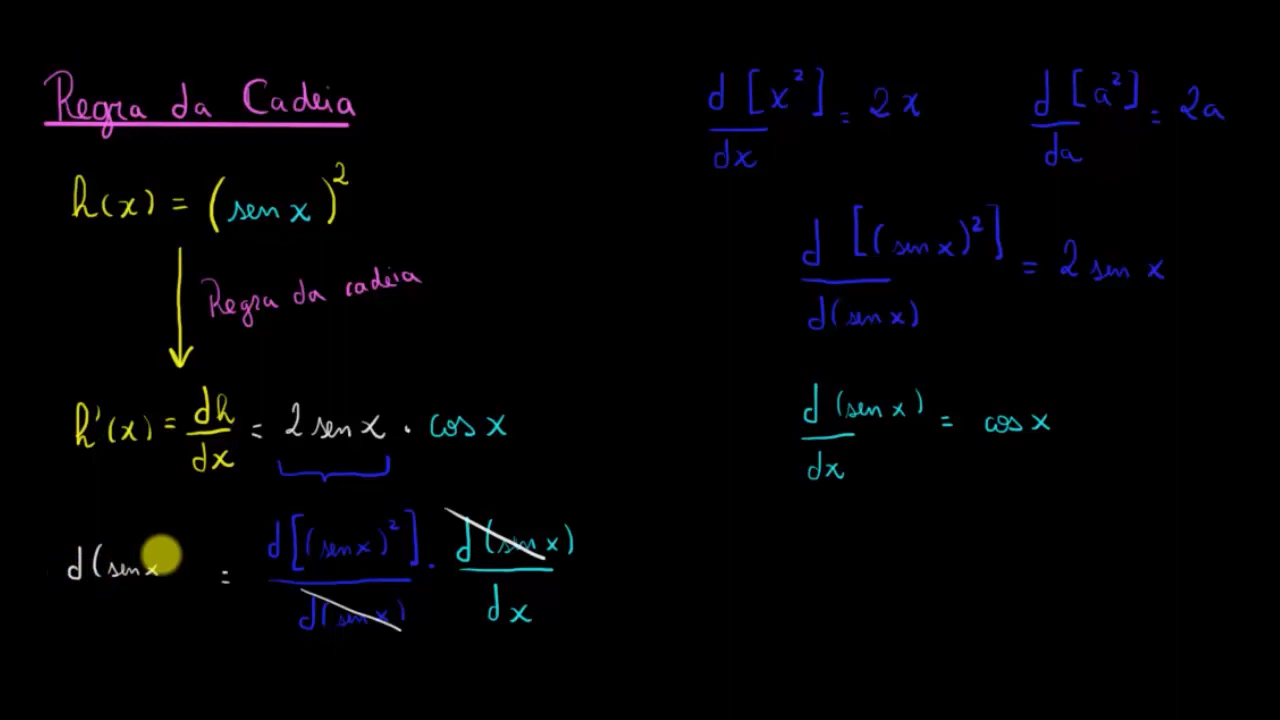 Regra da Cadeia
h(x) = (sen x)²
Regra da cadeia
h'(x) = dh/dx = 2 sen x . cos x
d(sen x = d[(sen x)²]/d(sen x) . d(sen x)/dx
d[x²]/dx = 2x
d[a²]/da = 2a
d[(sen x)²]/d(sen x) = 2 sen x
d(sen x)/dx = cos x